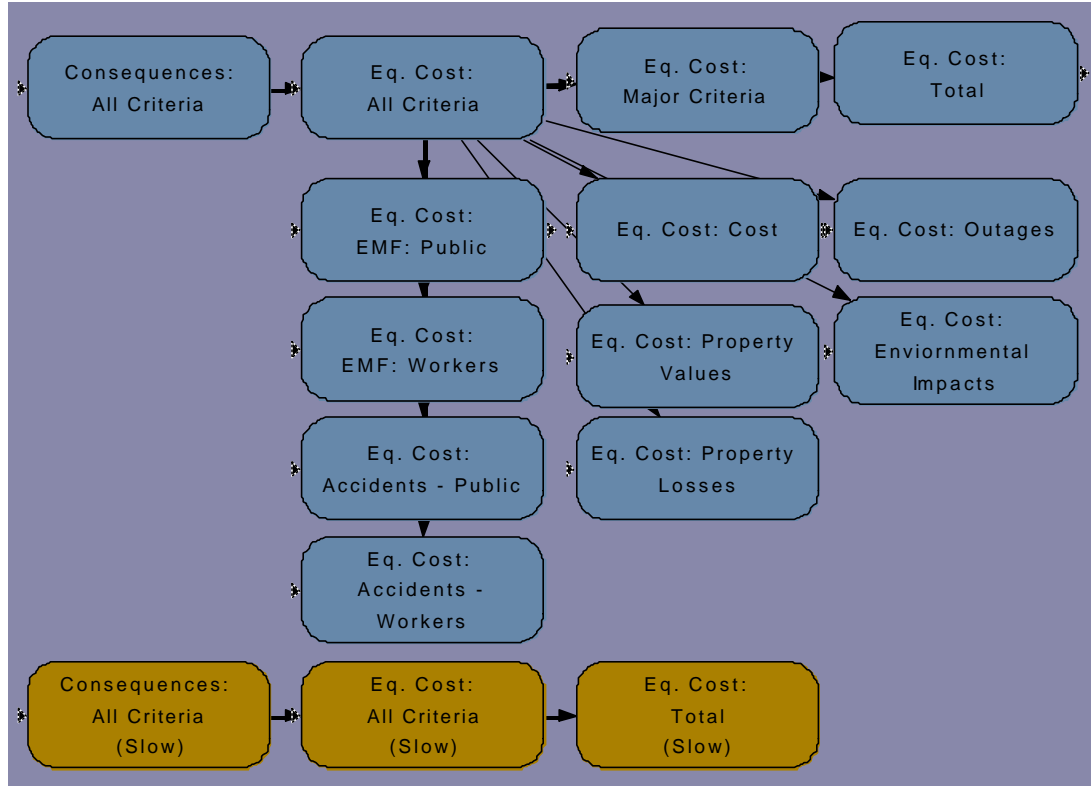 Consequences:
All Criteria
Eq. Cost:
All Criteria
Eq. Cost:
Major Criteria
Eq. Cost:
Total
Eq. Cost:
EMF: Public
Eq. Cost: Cost
Eq. Cost: Outages
Eq. Cost:
EMF: Workers
Eq. Cost: Property
Values
Eq. Cost:
Enviornmental
Impacts
Eq. Cost:
Accidents - Public
Eq. Cost: Property
Losses
Eq. Cost:
Accidents -
Workers
Consequences:
All Criteria
(Slow)
Eq. Cost:
All Criteria
(Slow)
Eq. Cost:
Total
(Slow)